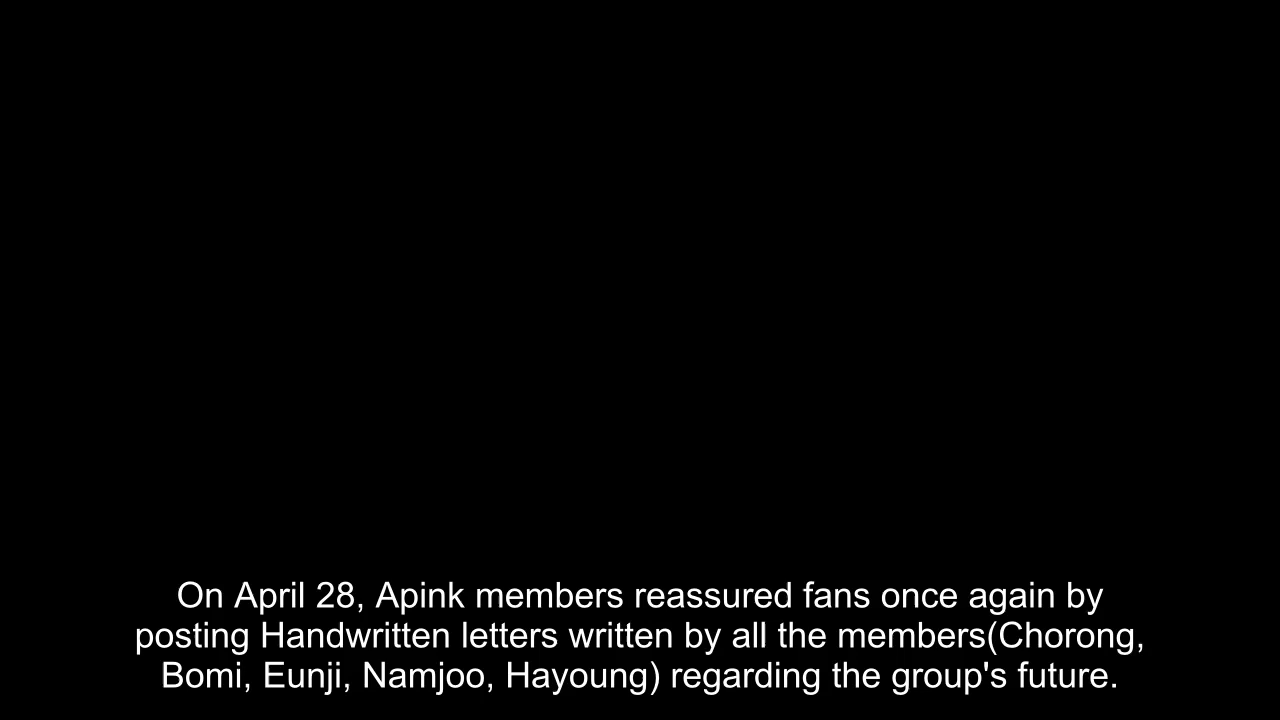 On April 28, Apink members reassured fans once again by
posting Handwritten letters written by all the members(Chorong,
Bomi, Eunji, Namjoo, Hayoung) regarding the group's future.